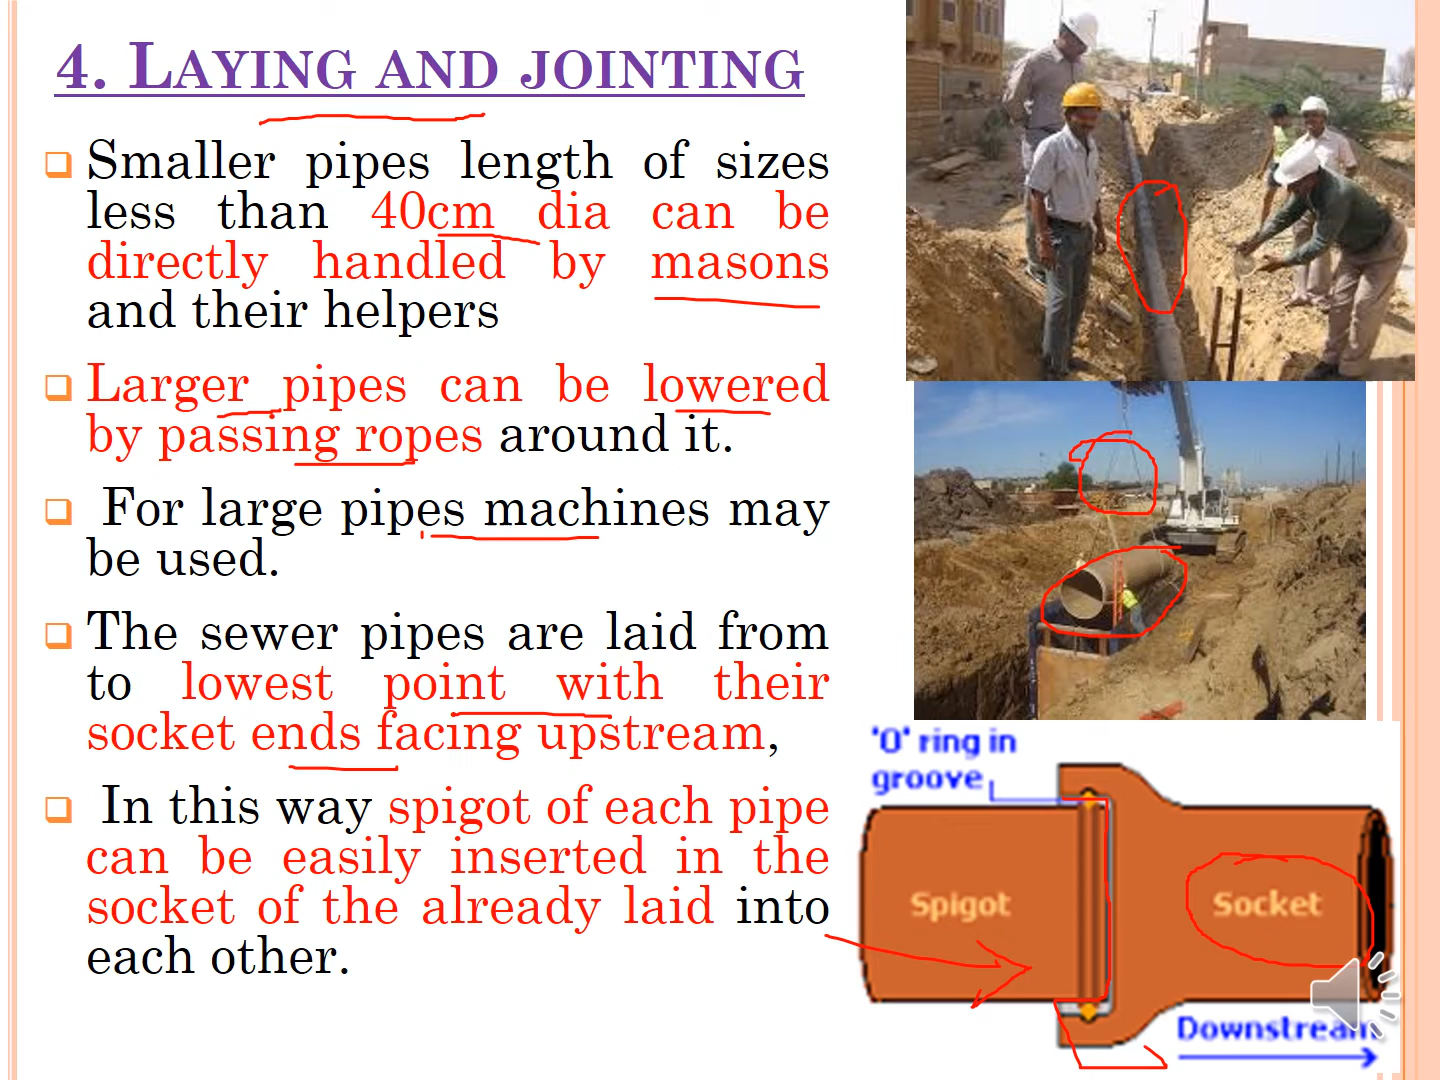 4. LAYING AND JOINTING
Smaller pipes length of sizes
less than 40cm dia can be
directly handled by masons
and their helpers
Larger pipes can be lowered
by passing ropes around it.
For large pipes machines may
be used.
The sewer pipes are laid from
to lowest point with their
socket ends facing upstream,
In this way spigot of each pipe
can be easily inserted in the
socket of the already laid into
each other.
'O' ring in
groove
Spigot
Socket
Downstream